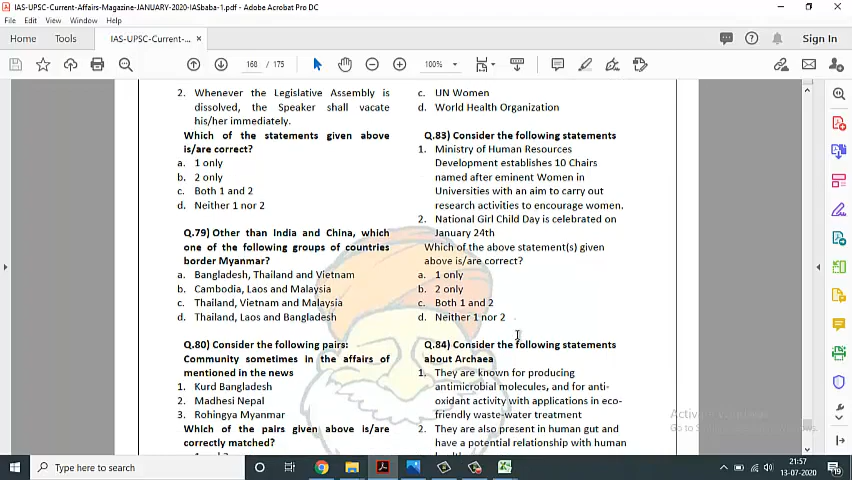 IAS-UPSC-Current-Affairs-Magazine-JANUARY-2020-IASbaba-1.pdf - Adobe Acrobat Pro DC
File Edit View Window Help
Home Tools IAS-UPSC-Current-... × Sign In
168 / 175 100%
2. Whenever the Legislative Assembly is
dissolved, the Speaker shall vacate
his/her immediately.
Which of the statements given above
is/are correct?
a. 1 only
b. 2 only
c. Both 1 and 2
d. Neither 1 nor 2
Q.79) Other than India and China, which
one of the following groups of countries
border Myanmar?
a. Bangladesh, Thailand and Vietnam
b. Cambodia, Laos and Malaysia
c. Thailand, Vietnam and Malaysia
d. Thailand, Laos and Bangladesh
Q.80) Consider the following pairs:
Community sometimes in the affairs of
mentioned in the news
1. Kurd Bangladesh
2. Madhesi Nepal
3. Rohingya Myanmar
Which of the pairs given above is/are
correctly matched?
c. UN Women
d. World Health Organization
Q.83) Consider the following statements
1. Ministry of Human Resources
Development establishes 10 Chairs
named after eminent Women in
Universities with an aim to carry out
research activities to encourage women.
2. National Girl Child Day is celebrated on
January 24th
Which of the above statement(s) given
above is/are correct?
a. 1 only
b. 2 only
c. Both 1 and 2
d. Neither 1 nor 2
Q.84) Consider the following statements
about Archaea
1. They are known for producing
antimicrobial molecules, and for anti-
oxidant activity with applications in eco-
friendly waste-water treatment
2. They are also present in human gut and
have a potential relationship with human
Type here to search
21:57
13-07-2020
19